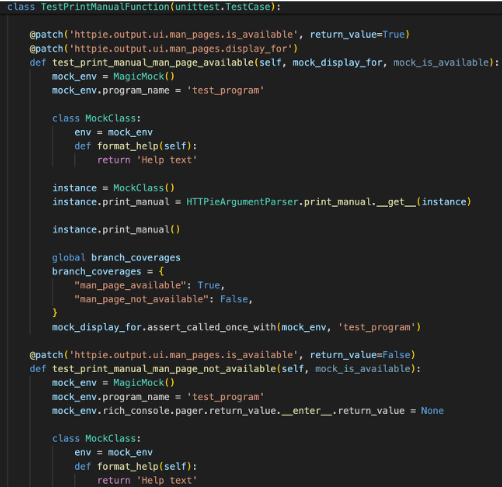 class TestPrintManualFunction(unittest.TestCase):
@patch('httpie.output.ui.man_pages.is_available', return_value=True)
@patch('httpie.output.ui.man_pages.display_for')
def test_print_manual_man_page_available(self, mock_display_for, mock_is_available):
mock_env = MagicMock()
mock_env.program_name = 'test_program'
class MockClass:
env = mock_env
def format_help(self):
return 'Help text'
instance = MockClass()
instance.print_manual = HTTPieArgumentParser.print_manual.__get__(instance)
instance.print_manual()
global branch_coverages
branch_coverages = {
"man_page_available": True,
"man_page_not_available": False,
}
mock_display_for.assert_called_once_with(mock_env, 'test_program')
@patch('httpie.output.ui.man_pages.is_available', return_value=False)
def test_print_manual_man_page_not_available(self, mock_is_available):
mock_env = MagicMock()
mock_env.program_name = 'test_program'
mock_env.rich_console.pager.return_value.__enter__.return_value = None
class MockClass:
env = mock_env
def format_help(self):
return 'Help text'